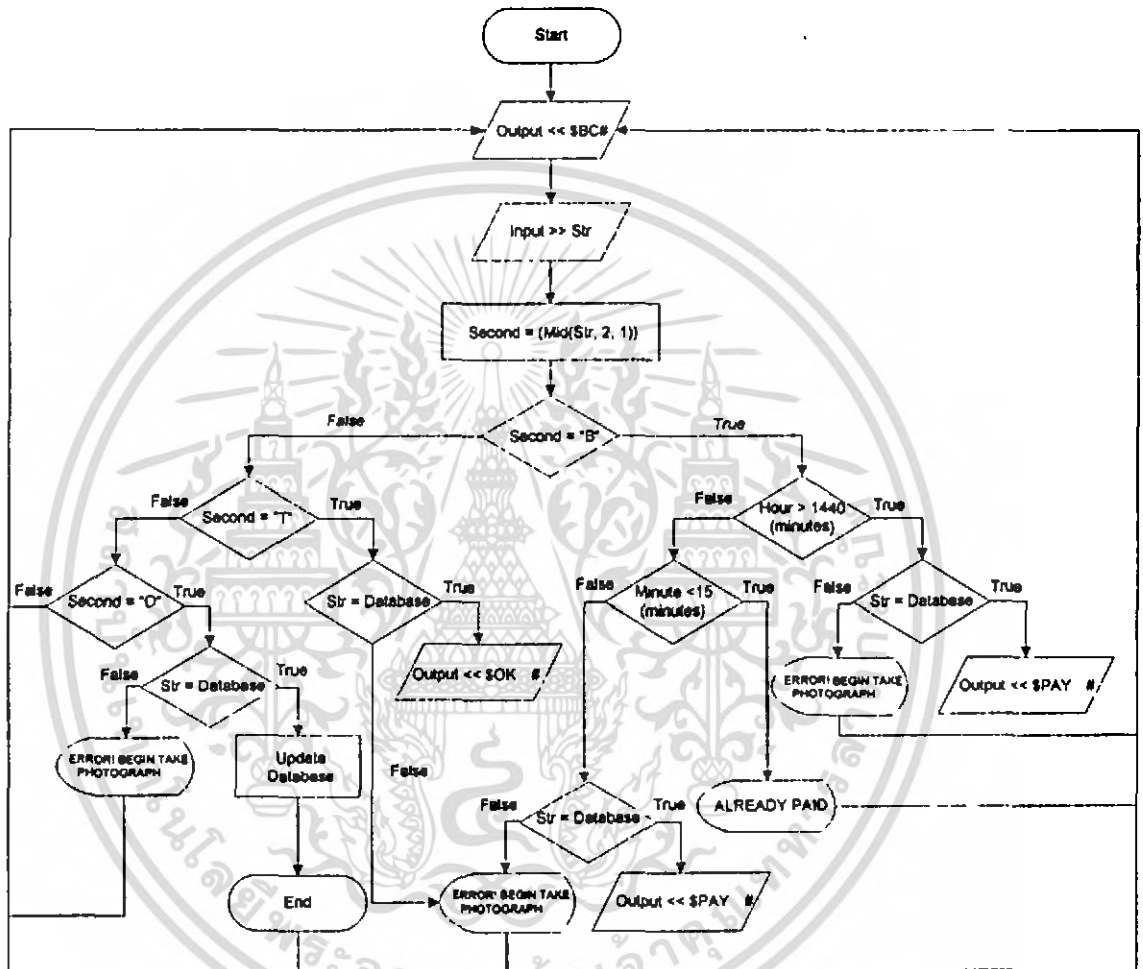 Start
Output << $BC#
Input >> Str
Second = (Mid(Str, 2, 1))
False
Second = "B"
True
False
Second = "T"
True
False
Hour > 1440
(minutes)
True
False
Second = "O"
True
Str = Database
True
False
Minute <15
(minutes)
True
False
Str = Database
True
False
Str = Database
True
Output << $OK #
ERROR! BEGIN TAKE
PHOTOGRAPH
Output << $PAY #
ERROR! BEGIN TAKE
PHOTOGRAPH
Update
Database
False
False
Str = Database
True
ALREADY PAID
End
ERROR! BEGIN TAKE
PHOTOGRAPH
Output << $PAY #